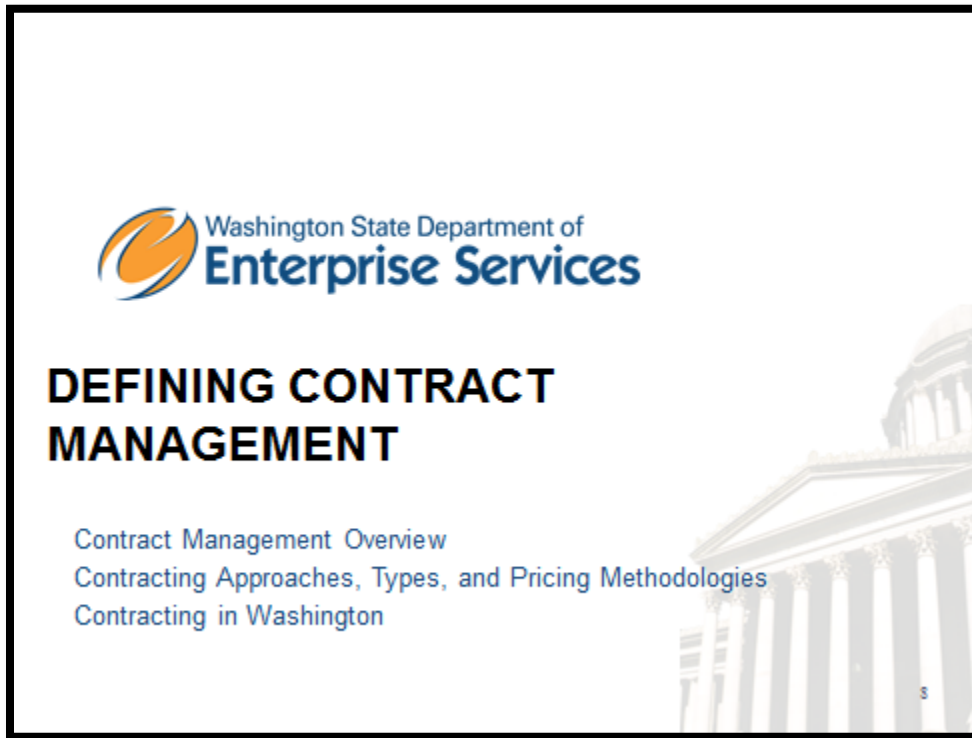 Washington State Department of
Enterprise Services
DEFINING CONTRACT
MANAGEMENT
Contract Management Overview
Contracting Approaches, Types, and Pricing Methodologies
Contracting in Washington